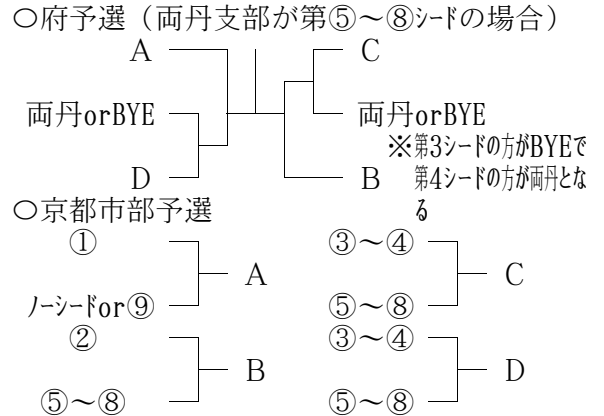 ○府予選（両丹支部が第⑤～⑧シードの場合）
A
C
両丹orBYE
両丹orBYE
※第3シードの方がBYEで
第4シードの方が両丹とな
る
D
B
○京都市部予選
①
③～④
A
C
ノーシードor⑨
⑤～⑧
②
③～④
B
D
⑤～⑧
⑤～⑧